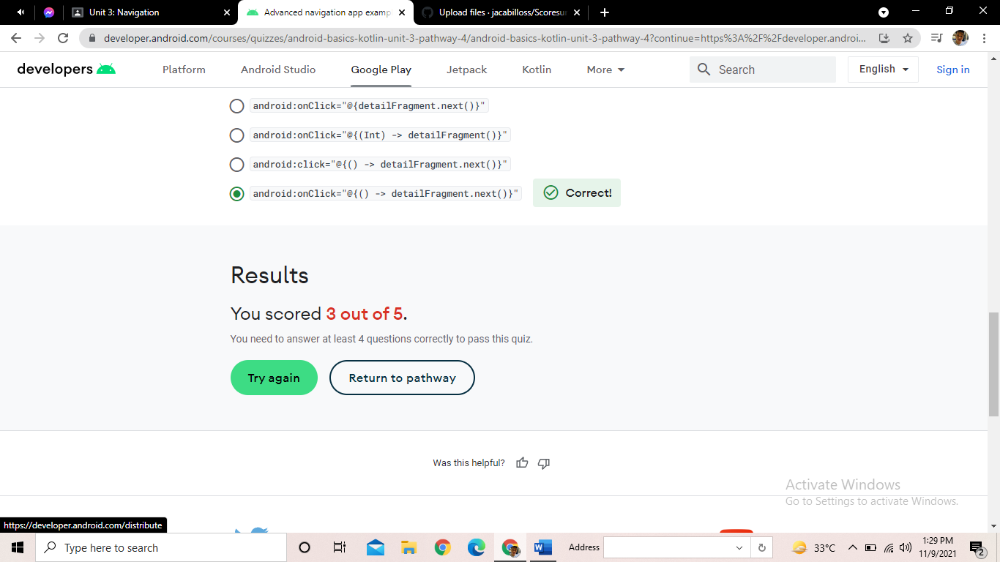 Unit 3: Navigation
Advanced navigation app examp
Upload files · jacabilloss/Scoresur
developer.android.com/courses/quizzes/android-basics-kotlin-unit-3-pathway-4/android-basics-kotlin-unit-3-pathway-4?continue=https%3A%2F%2Fdeveloper.androi...
developers
Platform
Android Studio
Google Play
Jetpack
Kotlin
More
Search
English
Sign in
android:onClick="@{detailFragment.next()}"
android:onClick="@{(Int) -> detailFragment()}"
android:click="@{() -> detailFragment.next()}"
android:onClick="@{() -> detailFragment.next()}"
Correct!
Results
You scored 3 out of 5.
You need to answer at least 4 questions correctly to pass this quiz.
Try again
Return to pathway
Was this helpful?
Activate Windows
Go to Settings to activate Windows.
https://developer.android.com/distribute
Type here to search
Address
33°C
1:29 PM
11/9/2021
2